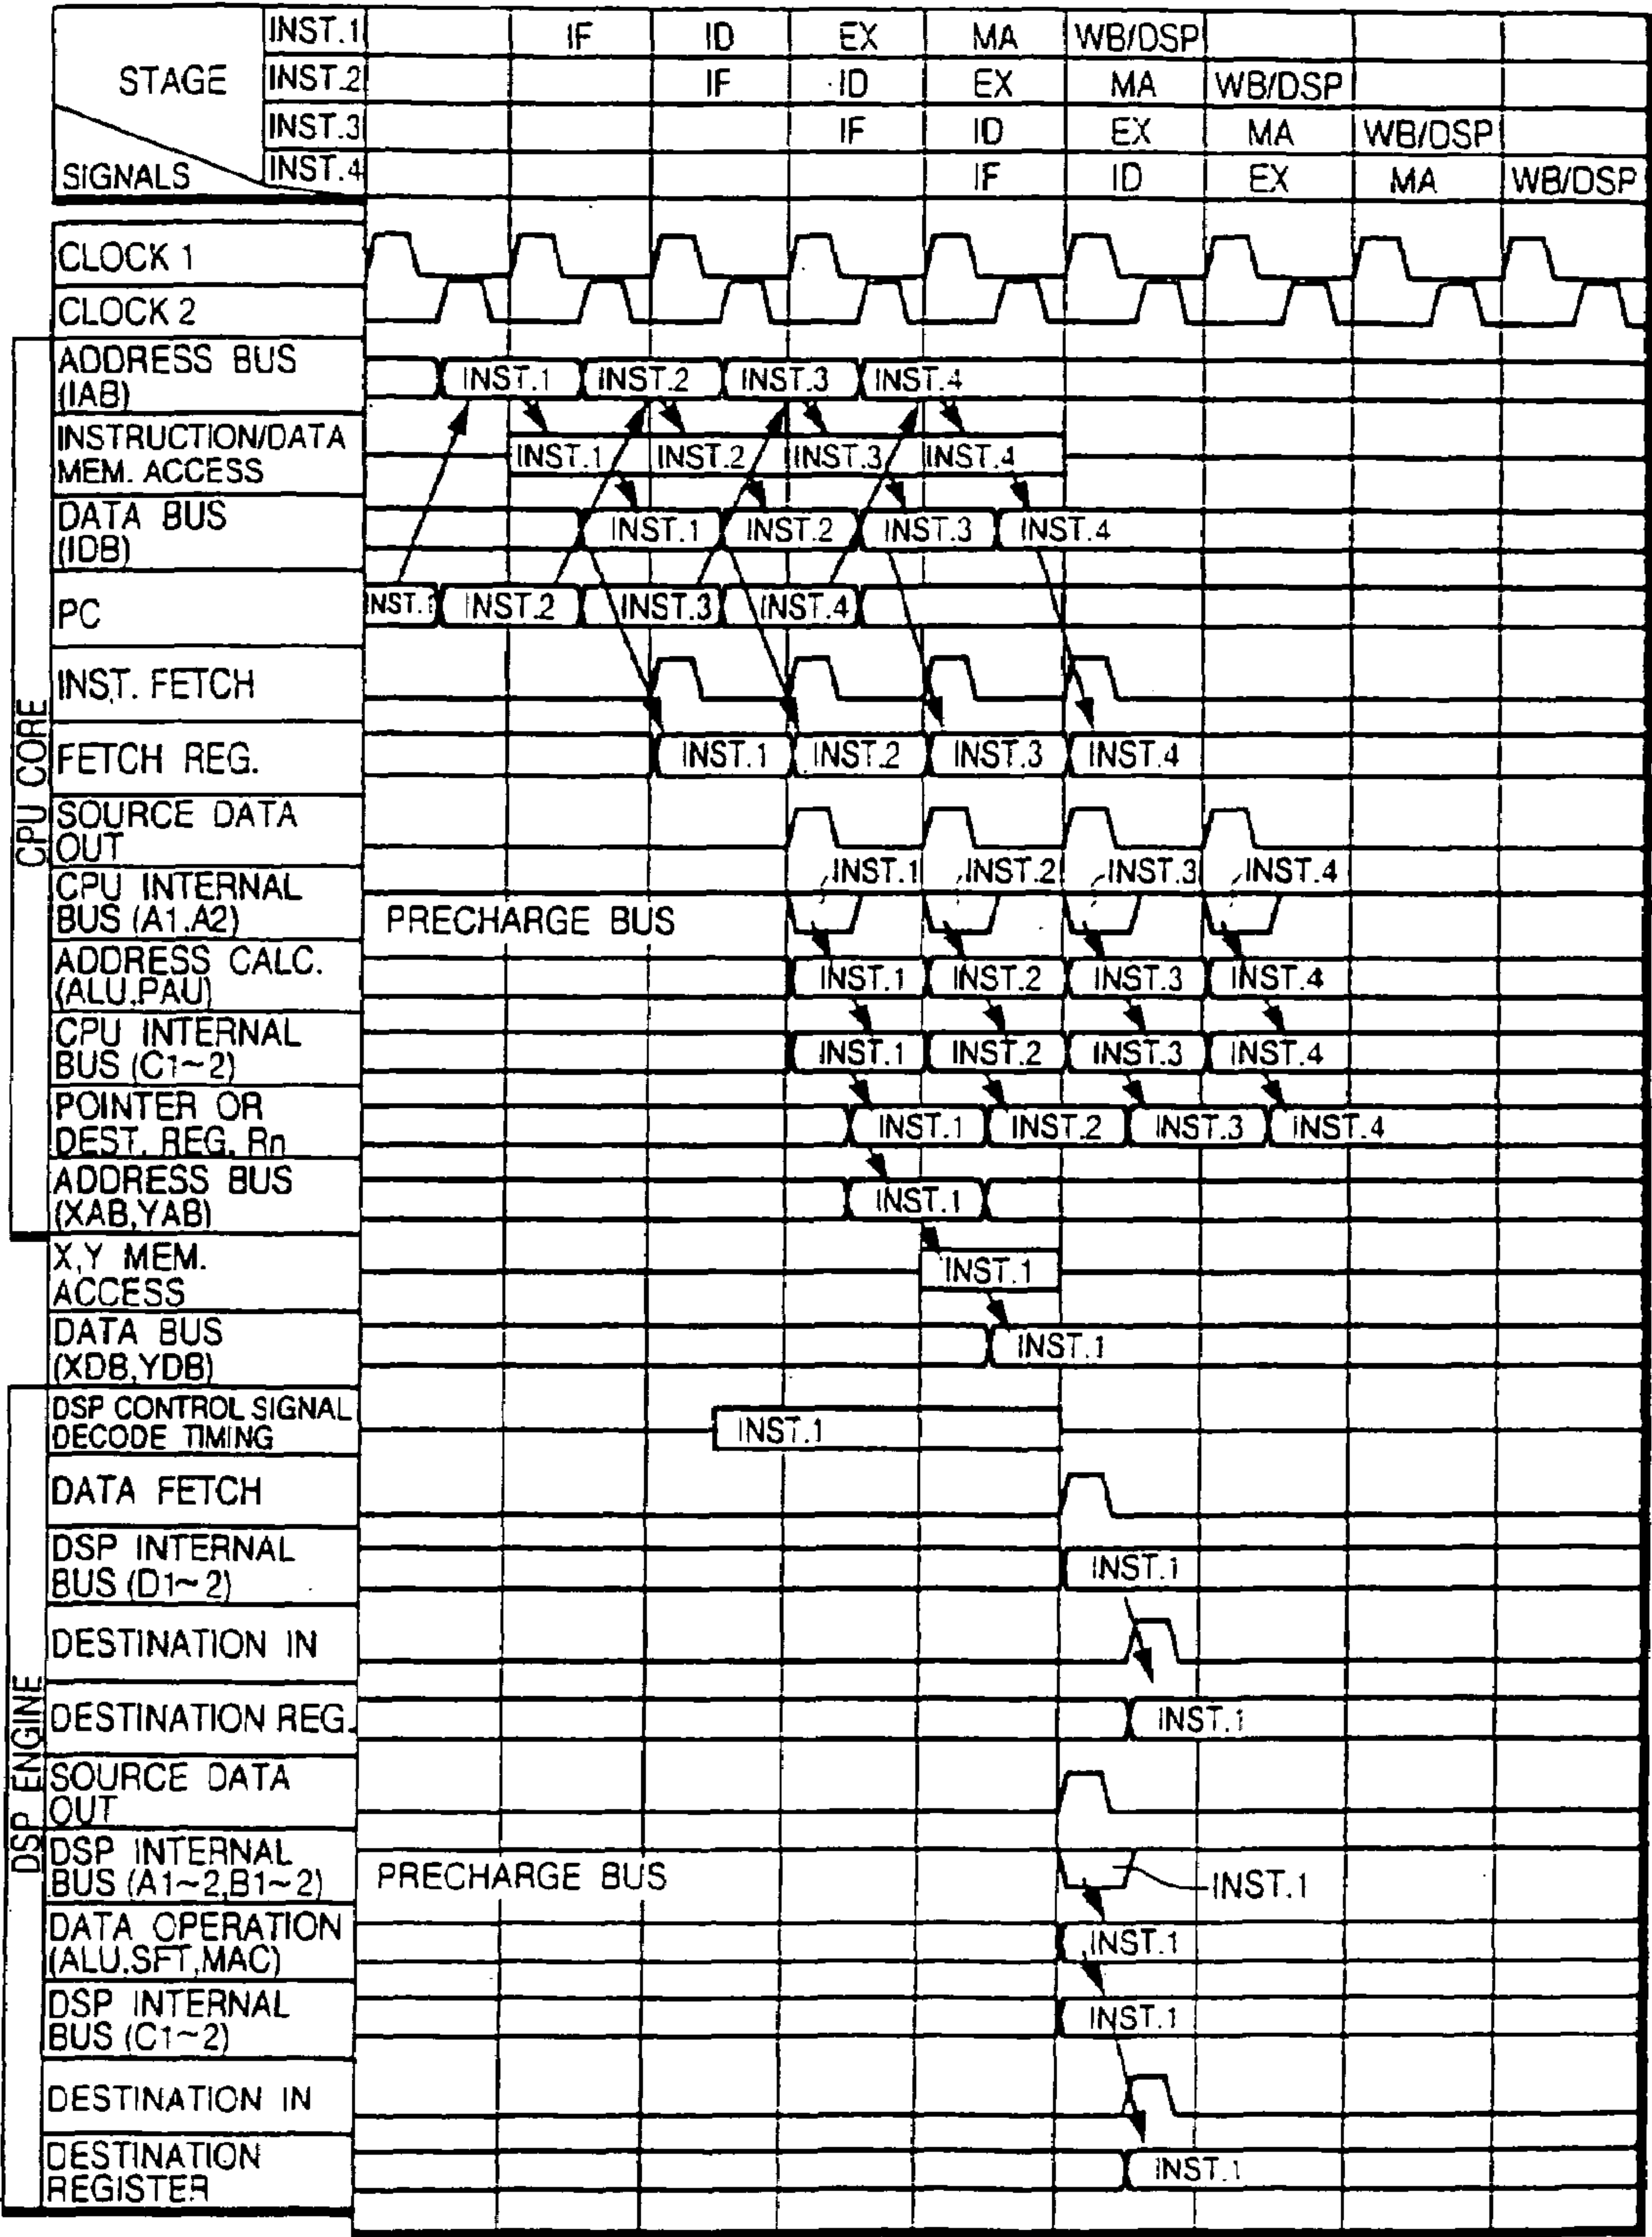 INST.1 IF ID EX MA WB/DSP
STAGE INST.2 IF ID EX MA WB/DSP
INST.3 IF ID EX MA WB/DSP
SIGNALS INST.4 IF ID EX MA WB/DSP
CLOCK 1
CLOCK 2
CPU CORE
ADDRESS BUS
(IAB)
INST.1 INST.2 INST.3 INST.4
INSTRUCTION/DATA
MEM. ACCESS
INST.1 INST.2 INST.3 INST.4
DATA BUS
(IDB)
INST.1 INST.2 INST.3 INST.4
PC
INST.1 INST.2 INST.3 INST.4
INST. FETCH
FETCH REG.
INST.1 INST.2 INST.3 INST.4
SOURCE DATA
OUT
INST.1 INST.2 INST.3 INST.4
CPU INTERNAL
BUS (A1,A2)
PRECHARGE BUS
ADDRESS CALC.
(ALU,PAU)
INST.1 INST.2 INST.3 INST.4
CPU INTERNAL
BUS (C1~2)
INST.1 INST.2 INST.3 INST.4
POINTER OR
DEST. REG. Rn
INST.1 INST.2 INST.3 INST.4
ADDRESS BUS
(XAB,YAB)
INST.1
X,Y MEM.
ACCESS
INST.1
DATA BUS
(XDB,YDB)
INST.1
DSP ENGINE
DSP CONTROL SIGNAL
DECODE TIMING
INST.1
DATA FETCH
DSP INTERNAL
BUS (D1~2)
INST.1
DESTINATION IN
DESTINATION REG.
INST.1
SOURCE DATA
OUT
DSP INTERNAL
BUS (A1~2,B1~2)
PRECHARGE BUS
INST.1
DATA OPERATION
(ALU,SFT,MAC)
INST.1
DSP INTERNAL
BUS (C1~2)
INST.1
DESTINATION IN
DESTINATION
REGISTER
INST.1